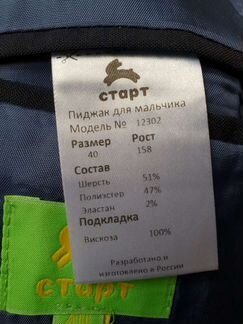 старт
Пиджак для мальчика
Модель № 12302
Размер Рост
40 158
Состав
Шерсть 51%
Полиэстер 47%
Эластан 2%
Подкладка
Вискоза 100%
Разработано и
изготовлено в России
старт